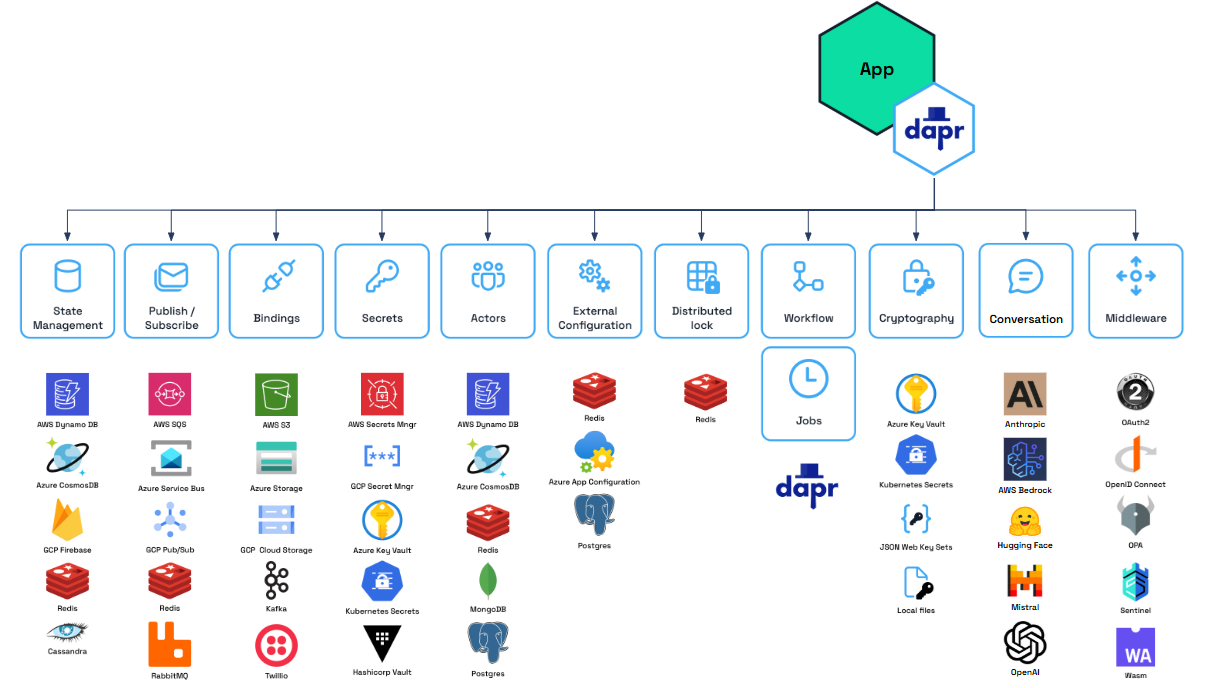 App
dapr
State
Management
Publish /
Subscribe
Bindings
Secrets
Actors
External
Configuration
Distributed
lock
Workflow
Cryptography
Conversation
Middleware
Jobs
dapr
AWS Dynamo DB
Azure CosmosDB
GCP Firebase
Redis
Cassandra
AWS SQS
Azure Service Bus
GCP Pub/Sub
Redis
RabbitMQ
AWS S3
Azure Storage
GCP Cloud Storage
Kafka
Twillio
AWS Secrets Mngr
[***]
GCP Secret Mngr
Azure Key Vault
Kubernetes Secrets
Hashicorp Vault
AWS Dynamo DB
Azure CosmosDB
Redis
MongoDB
Postgres
Redis
Azure App Configuration
Postgres
Redis
Azure Key Vault
Kubernetes Secrets
JSON Web Key Sets
Local files
AI
Anthropic
AWS Bedrock
Hugging Face
Mistral
OpenAI
2
OAuth2
OpenID Connect
OPA
Sentinel
WA
Wasm